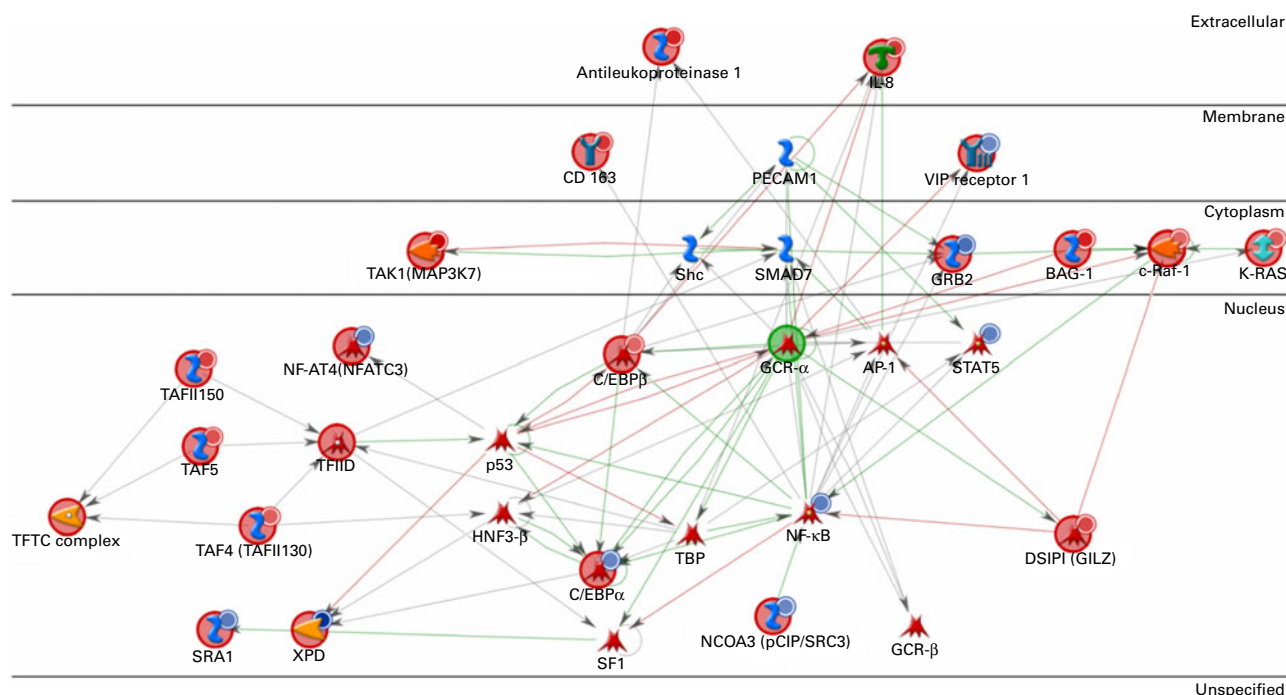 Extracellular
Antileukoproteinase 1
IL-8
Membrane
CD 163
PECAM1
VIP receptor 1
Cytoplasm
TAK1(MAP3K7)
Shc
SMAD7
GRB2
BAG-1
c-Raf-1
K-RAS
Nucleus
NF-AT4(NFATC3)
C/EBPβ
GCR-α
AP-1
STAT5
TAFII150
TAF5
TFIID
p53
TFTC complex
TAF4 (TAFII130)
HNF3-β
TBP
NF-κB
DSIPI (GILZ)
C/EBPα
SRA1
XPD
SF1
NCOA3 (pCIP/SRC3)
GCR-β
Unspecified